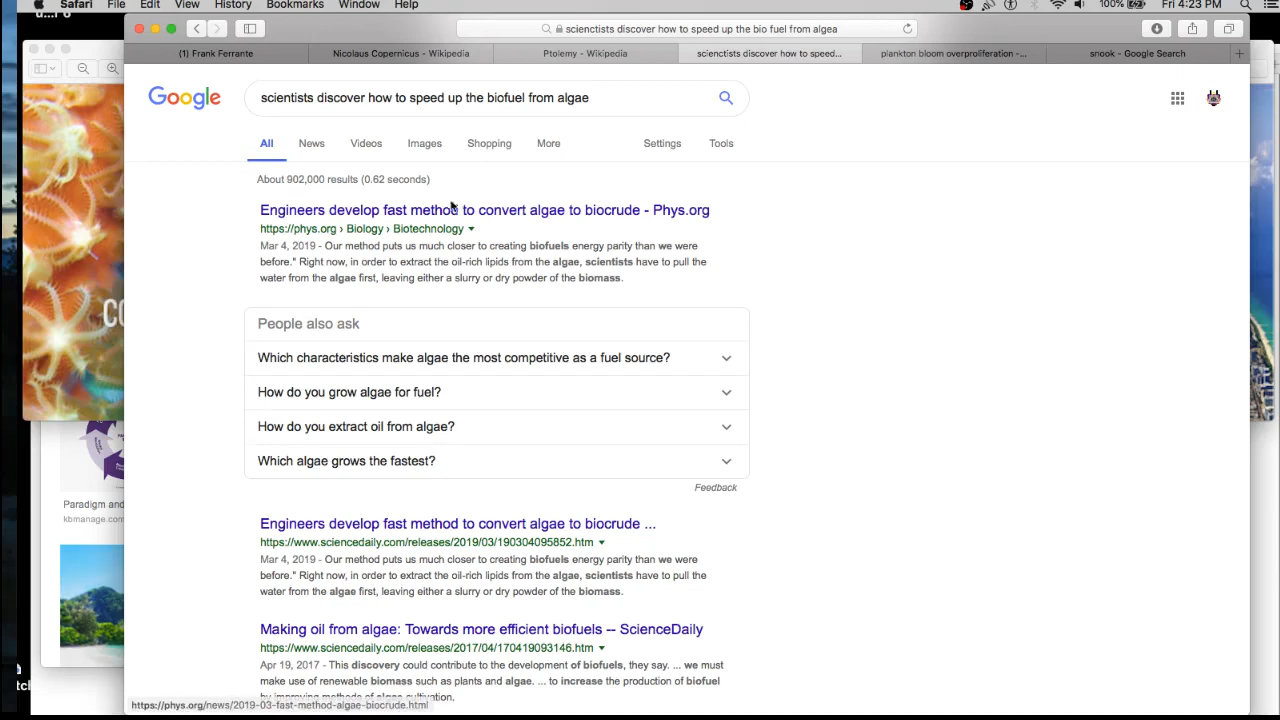 Safari File Edit View History Bookmarks Window Help 100% Fri 4:23 PM
scienctists discover how to speed up the bio fuel from algea
(1) Frank Ferrante Nicolaus Copernicus - Wikipedia Ptolemy - Wikipedia scienctists discover how to speed... plankton bloom overproliferation -... snook - Google Search
Google scientists discover how to speed up the biofuel from algae
All News Videos Images Shopping More Settings Tools
About 902,000 results (0.62 seconds)
Engineers develop fast method to convert algae to biocrude - Phys.org
https://phys.org › Biology › Biotechnology
Mar 4, 2019 - Our method puts us much closer to creating biofuels energy parity than we were
before." Right now, in order to extract the oil-rich lipids from the algae, scientists have to pull the
water from the algae first, leaving either a slurry or dry powder of the biomass.
CO
People also ask
Which characteristics make algae the most competitive as a fuel source?
How do you grow algae for fuel?
How do you extract oil from algae?
Which algae grows the fastest?
Feedback
Paradigm and
kbmanage.com
Engineers develop fast method to convert algae to biocrude ...
https://www.sciencedaily.com/releases/2019/03/190304095852.htm
Mar 4, 2019 - Our method puts us much closer to creating biofuels energy parity than we were
before." Right now, in order to extract the oil-rich lipids from the algae, scientists have to pull the
water from the algae first, leaving either a slurry or dry powder of the biomass.
Making oil from algae: Towards more efficient biofuels -- ScienceDaily
https://www.sciencedaily.com/releases/2017/04/170419093146.htm
Apr 19, 2017 - This discovery could contribute to the development of biofuels, they say. ... we must
make use of renewable biomass such as plants and algae. ... to increase the production of biofuel
by improving methods of algae cultivation.
https://phys.org/news/2019-03-fast-method-algae-biocrude.html